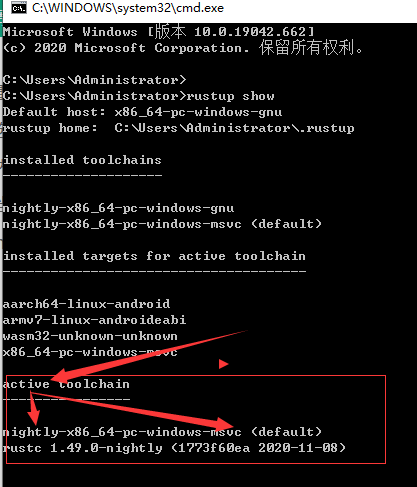 C:\WINDOWS\system32\cmd.exe
Microsoft Windows [版本 10.0.19042.662]
(c) 2020 Microsoft Corporation. 保留所有权利。
C:\Users\Administrator>
C:\Users\Administrator>rustup show
Default host: x86_64-pc-windows-gnu
rustup home:  C:\Users\Administrator\.rustup
installed toolchains
--------------------
nightly-x86_64-pc-windows-gnu
nightly-x86_64-pc-windows-msvc (default)
installed targets for active toolchain
--------------------------------------
aarch64-linux-android
armv7-linux-androideabi
wasm32-unknown-unknown
x86_64-pc-windows-msvc
active toolchain
----------------
nightly-x86_64-pc-windows-msvc (default)
rustc 1.49.0-nightly (1773f60ea 2020-11-08)